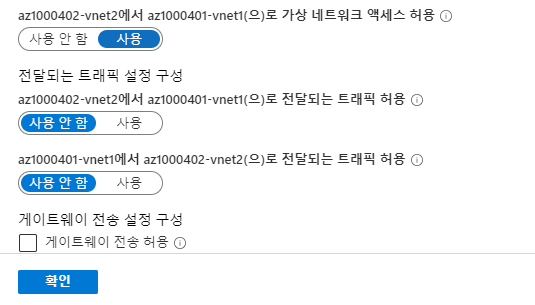 az1000402-vnet2에서 az1000401-vnet1(으)로 가상 네트워크 액세스 허용
사용 안 함 사용
전달되는 트래픽 설정 구성
az1000402-vnet2에서 az1000401-vnet1(으)로 전달되는 트래픽 허용
사용 안 함 사용
az1000401-vnet1에서 az1000402-vnet2(으)로 전달되는 트래픽 허용
사용 안 함 사용
게이트웨이 전송 설정 구성
게이트웨이 전송 허용
확인